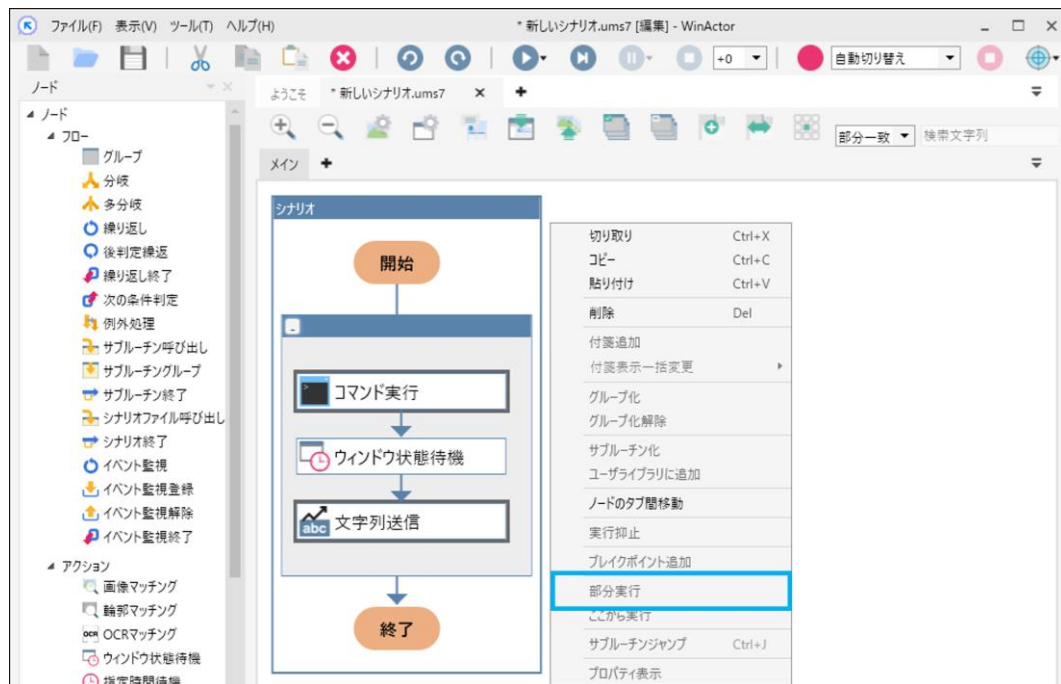 ファイル(F) 表示(V) ツール(T) ヘルプ(H) * 新しいシナリオ.ums7 [編集] - WinActor
+0 自動切り替え
ノード
ようこそ * 新しいシナリオ.ums7
部分一致 検索文字列
メイン
ノード
フロー
グループ
分岐
多分岐
繰り返し
後判定繰返
繰り返し終了
次の条件判定
例外処理
サブルーチン呼び出し
サブルーチングループ
サブルーチン終了
シナリオファイル呼び出し
シナリオ終了
イベント監視
イベント監視登録
イベント監視解除
イベント監視終了
アクション
画像マッチング
輪郭マッチング
OCR OCRマッチング
ウィンドウ状態待機
指定時間待機
シナリオ
開始
コマンド実行
ウィンドウ状態待機
abc 文字列送信
終了
切り取り Ctrl+X
コピー Ctrl+C
貼り付け Ctrl+V
削除 Del
付箋追加
付箋表示一括変更
グループ化
グループ化解除
サブルーチン化
ユーザライブラリに追加
ノードのタブ間移動
実行抑止
ブレイクポイント追加
部分実行
ここから実行
サブルーチンジャンプ Ctrl+J
プロパティ表示